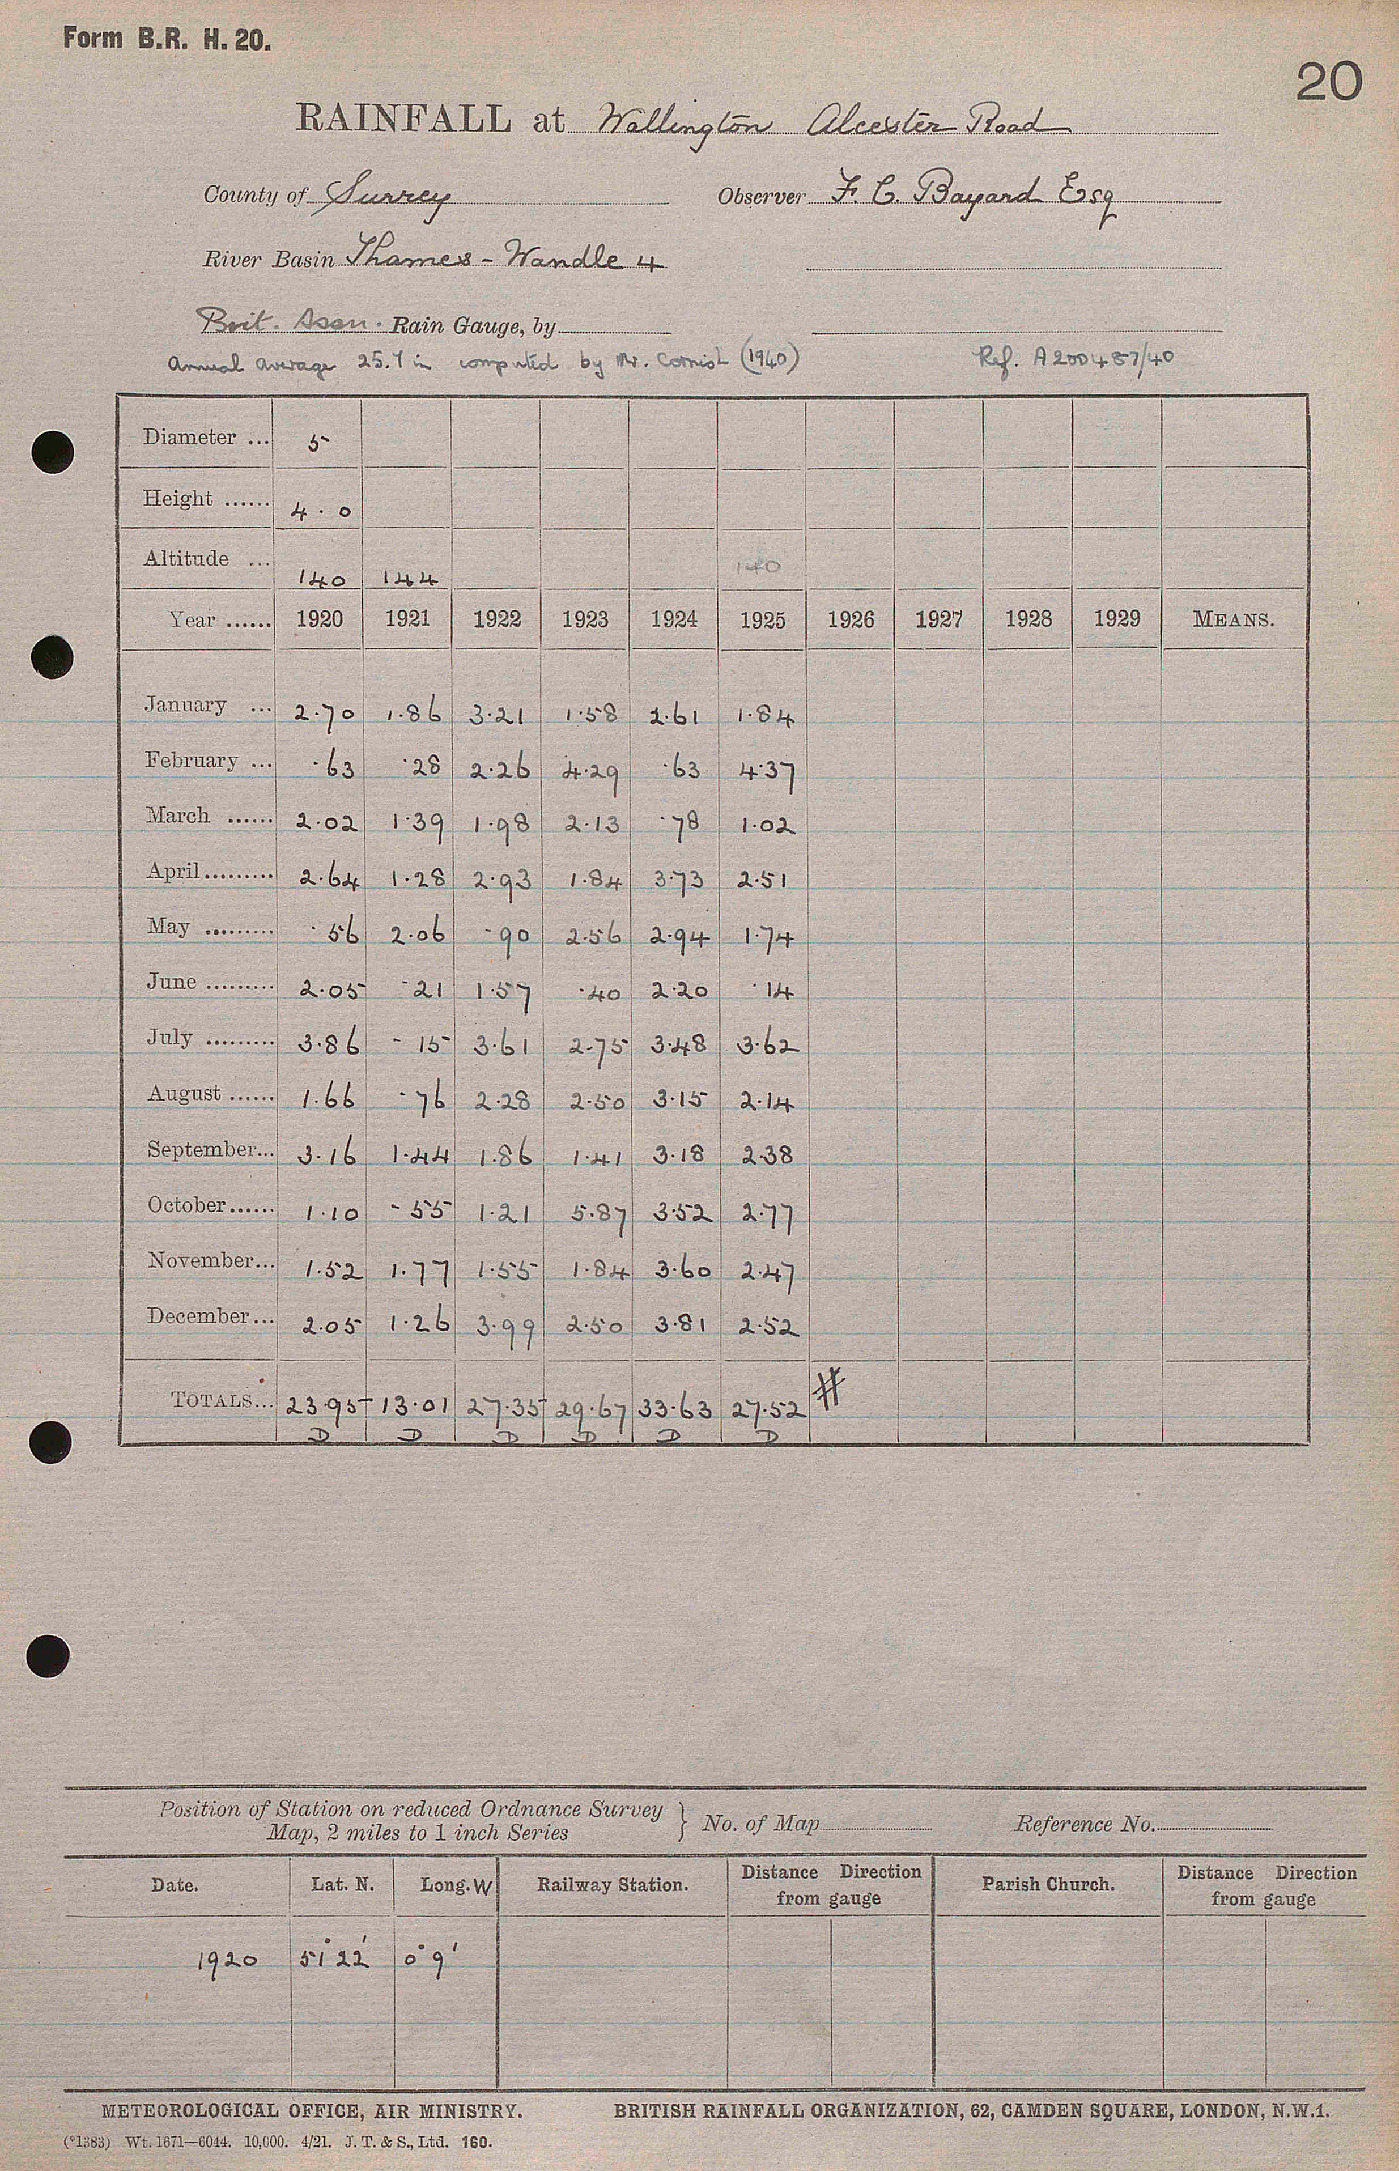 Form B.R. H. 20.
20
RAINFALL at Wallington Alcester Road
County of Surrey Observer F. C. Bayard Esq
River Basin Thames - Wandle 4
Brit. Assn. Rain Gauge, by
Annual average 25.1 in computed by Mr. Cornish (1940) Ref. A200487/40
Diameter ... 5
Height ...... 4.0
Altitude ... 140 144 140
Year ...... 1920 1921 1922 1923 1924 1925 1926 1927 1928 1929 MEANS.
January ... 2.70 1.86 3.21 1.58 2.61 1.84
February ... .63 .28 2.26 4.29 .63 4.37
March ...... 2.02 1.39 1.98 2.13 .78 1.02
April ......... 2.64 1.28 2.93 1.84 3.73 2.51
May ......... .56 2.06 .90 2.56 2.94 1.74
June ......... 2.05 .21 1.57 .40 2.20 .14
July ......... 3.86 .15 3.61 2.75 3.48 3.62
August ...... 1.66 .76 2.28 2.50 3.15 2.14
September... 3.16 1.44 1.86 1.41 3.18 2.38
October ...... 1.10 .55 1.21 5.87 3.52 2.77
November... 1.52 1.77 1.55 1.84 3.60 2.47
December... 2.05 1.26 3.99 2.50 3.81 2.52
TOTALS... 23.95 13.01 27.35 29.67 33.63 27.52 #
D D D D D D
Position of Station on reduced Ordnance Survey
Map, 2 miles to 1 inch Series } No. of Map Reference No.
Date. Lat. N. Long. W Railway Station. Distance Direction from gauge Parish Church. Distance Direction from gauge
1920 51° 22' 0° 9'
METEOROLOGICAL OFFICE, AIR MINISTRY. BRITISH RAINFALL ORGANIZATION, 62, CAMDEN SQUARE, LONDON, N.W.1.
(*1383) Wt. 1671—6044. 10,000. 4/21. J. T. & S., Ltd. 160.